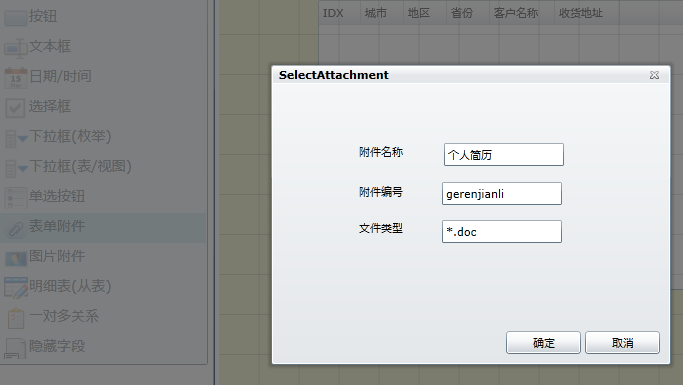 按钮
文本框
日期/时间
选择框
下拉框(枚举)
下拉框(表/视图)
单选按钮
表单附件
图片附件
明细表(从表)
一对多关系
隐藏字段
IDX 城市 地区 省份 客户名称 收货地址
SelectAttachment
附件名称 个人简历
附件编号 gerenjianli
文件类型 *.doc
确定 取消